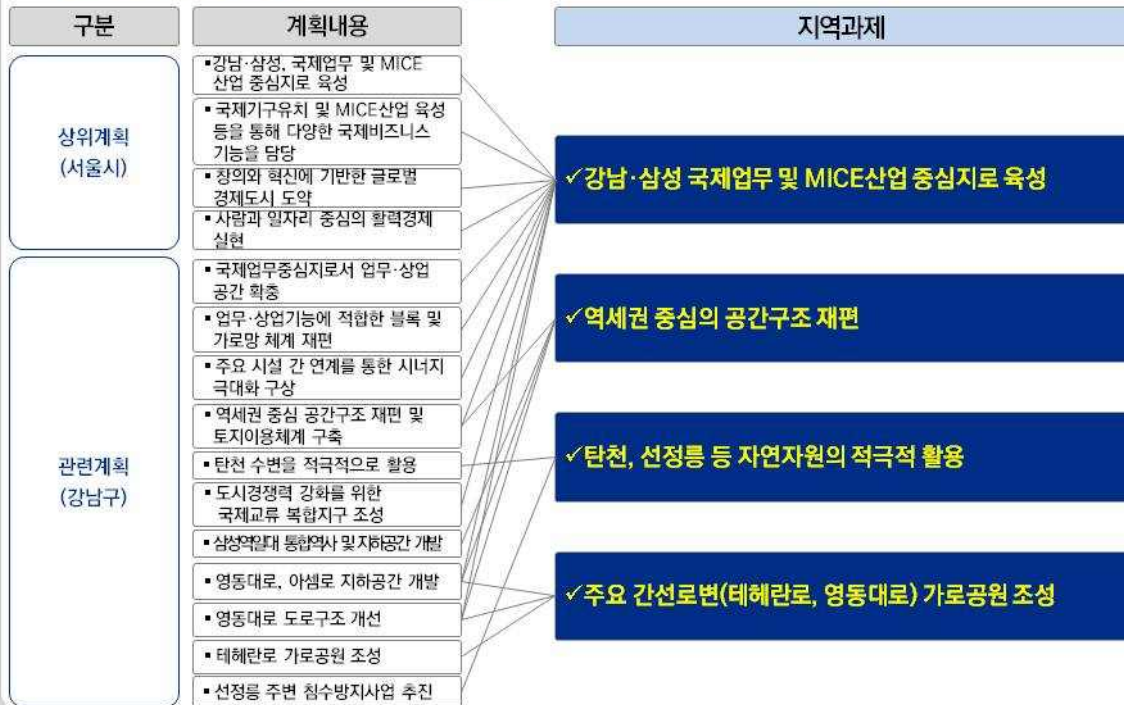 구분
계획내용
지역과제
상위계획
(서울시)
▪강남·삼성, 국제업무 및 MICE
산업 중심지로 육성
▪ 국제기구유치 및 MICE산업 육성
등을 통해 다양한 국제비즈니스
기능을 담당
▪ 창의와 혁신에 기반한 글로벌
경제도시 도약
▪ 사람과 일자리 중심의 활력경제
실현
관련계획
(강남구)
▪ 국제업무중심지로서 업무·상업
공간 확충
▪ 업무·상업기능에 적합한 블록 및
가로망 체계 재편
▪ 주요 시설 간 연계를 통한 시너지
극대화 구상
▪ 역세권 중심 공간구조 재편 및
토지이용체계 구축
▪ 탄천 수변을 적극적으로 활용
▪ 도시경쟁력 강화를 위한
국제교류 복합지구 조성
▪ 삼성역일대 통합역사 및 지하공간 개발
▪ 영동대로, 아셈로 지하공간 개발
▪ 영동대로 도로구조 개선
▪ 테헤란로 가로공원 조성
▪ 선정릉 주변 침수방지사업 추진
✓강남·삼성 국제업무 및 MICE산업 중심지로 육성
✓역세권 중심의 공간구조 재편
✓탄천, 선정릉 등 자연자원의 적극적 활용
✓주요 간선로변(테헤란로, 영동대로) 가로공원 조성